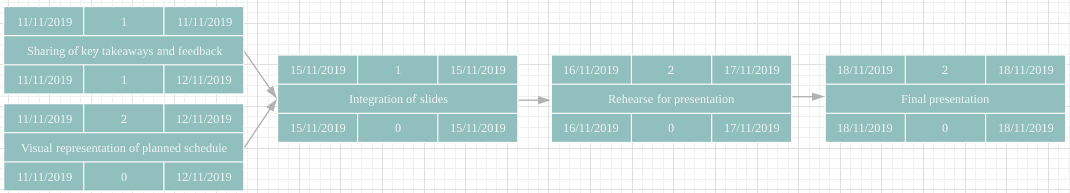 11/11/2019 1 11/11/2019
Sharing of key takeaways and feedback
11/11/2019 1 12/11/2019
11/11/2019 2 12/11/2019
Visual representation of planned schedule
11/11/2019 0 12/11/2019
15/11/2019 1 15/11/2019
Integration of slides
15/11/2019 0 15/11/2019
16/11/2019 2 17/11/2019
Rehearse for presentation
16/11/2019 0 17/11/2019
18/11/2019 2 18/11/2019
Final presentation
18/11/2019 0 18/11/2019